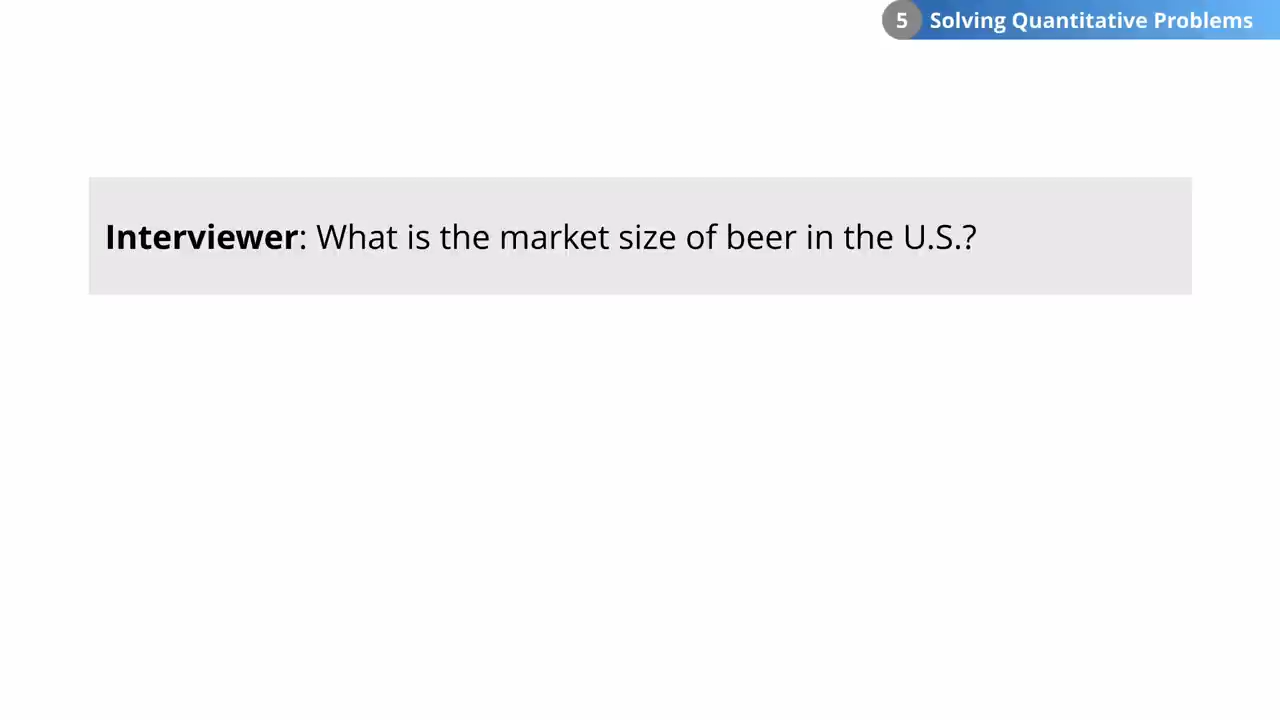 5 Solving Quantitative Problems
Interviewer: What is the market size of beer in the U.S.?